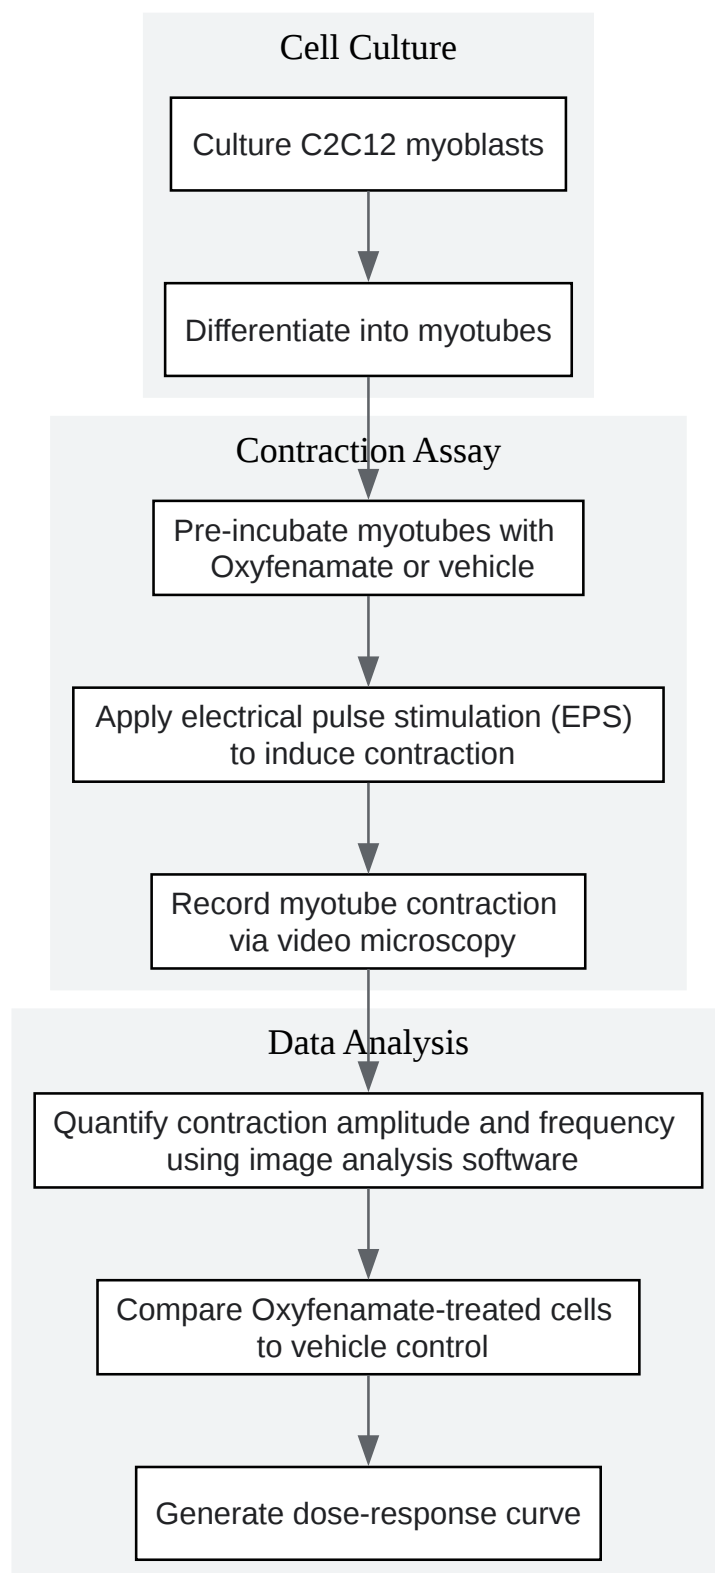 Cell Culture
Culture C2C12 myoblasts
Differentiate into myotubes
Contraction Assay
Pre-incubate myotubes with
Oxyfenamate or vehicle
Apply electrical pulse stimulation (EPS)
to induce contraction
Record myotube contraction
via video microscopy
Data Analysis
Quantify contraction amplitude and frequency
using image analysis software
Compare Oxyfenamate-treated cells
to vehicle control
Generate dose-response curve